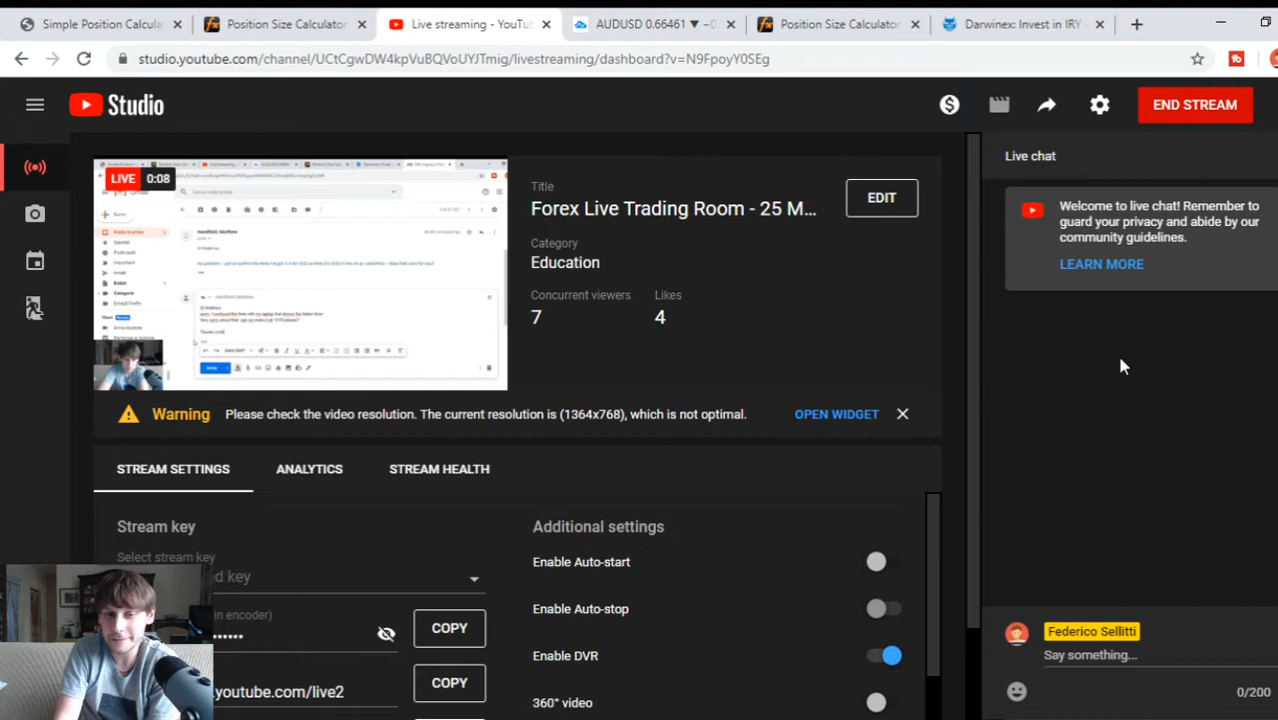 Simple Position Calcula
Position Size Calculator
Live streaming - YouTu
AUDUSD 0.66461 ▼ −0.
Position Size Calculator
Darwinex: Invest in IRY
studio.youtube.com/channel/UCtCgwDW4kpVuBQVoUYJTmig/livestreaming/dashboard?v=N9FpoyY0SEg
Studio
END STREAM
LIVE 0:08
Title
Forex Live Trading Room - 25 M...
EDIT
Category
Education
Concurrent viewers
Likes
7
4
Live chat
Welcome to live chat! Remember to
guard your privacy and abide by our
community guidelines.
LEARN MORE
Warning Please check the video resolution. The current resolution is (1364x768), which is not optimal.
OPEN WIDGET
STREAM SETTINGS
ANALYTICS
STREAM HEALTH
Stream key
Select stream key
d key
in encoder)
COPY
.youtube.com/live2
COPY
Additional settings
Enable Auto-start
Enable Auto-stop
Enable DVR
360° video
Federico Sellitti
Say something...
0/200